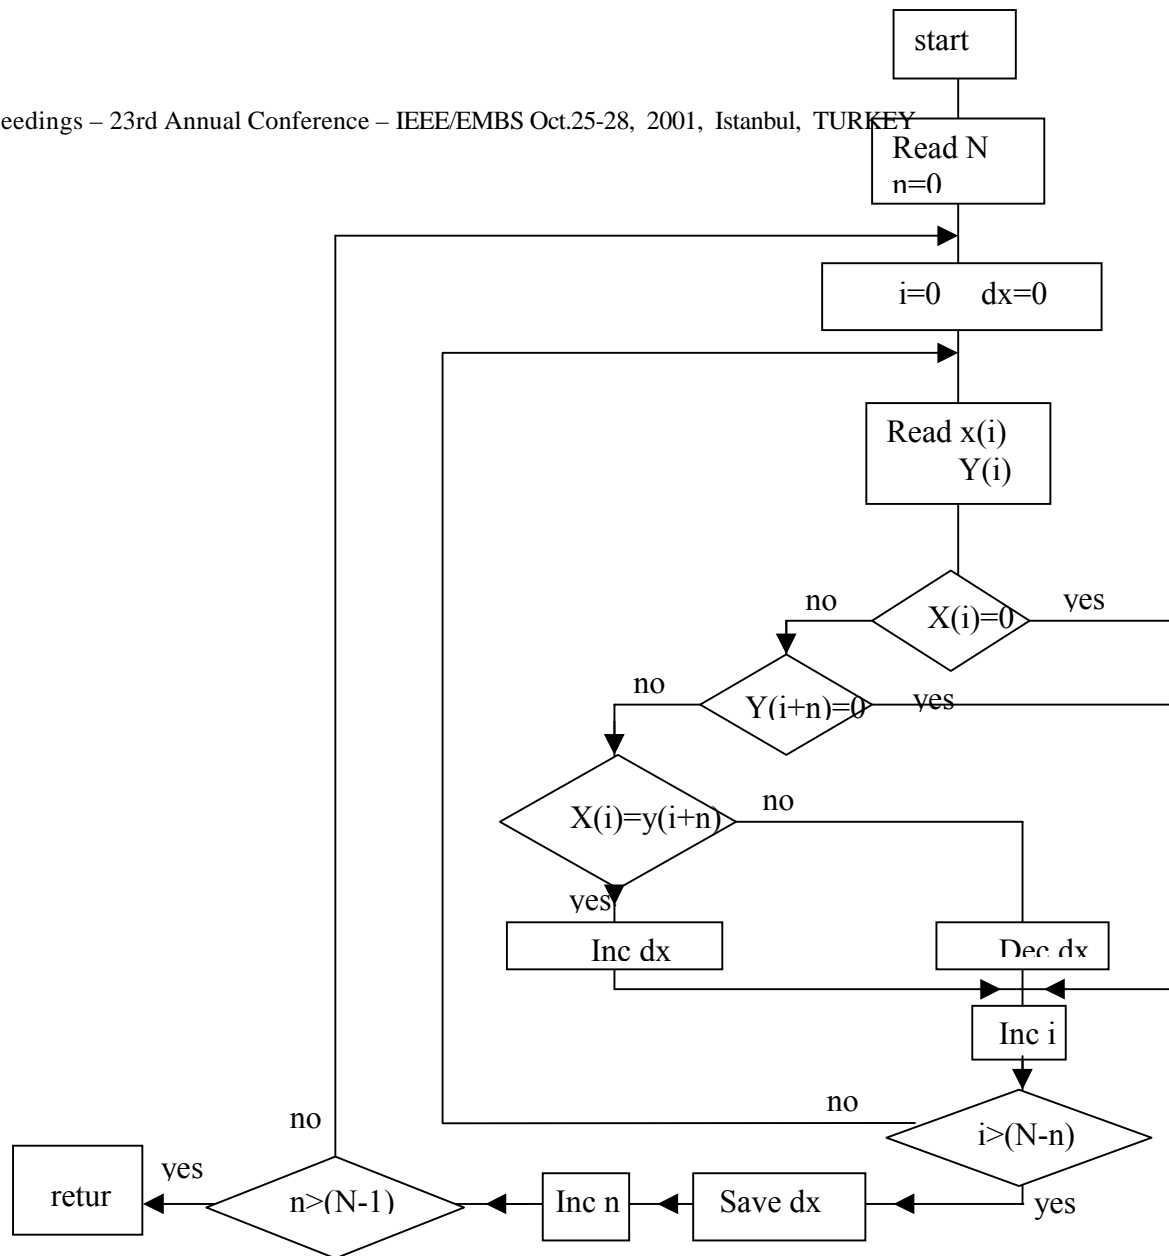 start
eedings – 23rd Annual Conference – IEEE/EMBS Oct.25-28, 2001, Istanbul, TURKEY
Read N
n=0
i=0 dx=0
Read x(i)
Y(i)
no
X(i)=0
yes
no
Y(i+n)=0
yes
X(i)=y(i+n)
no
yes
Inc dx
Dec dx
Inc i
no
i>(N-n)
no
yes
retur
yes
n>(N-1)
Inc n
Save dx